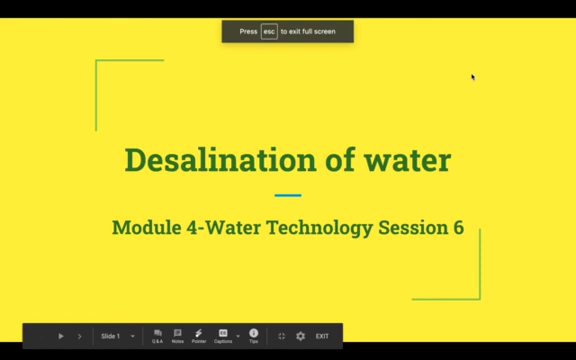 Press esc to exit full screen
Desalination of water
Module 4-Water Technology Session 6
Slide 1
Q&A Notes Pointer Captions Tips EXIT